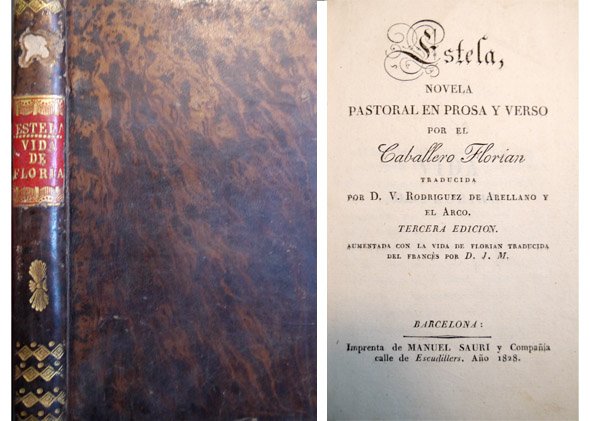 ESTELA
VIDA
DE
FLORIA
Estela,
NOVELA
PASTORAL EN PROSA Y VERSO
POR EL
Caballero Florian
TRADUCIDA
POR D. V. RODRIGUEZ DE ARELLANO Y
EL ARCO.
TERCERA EDICION.
AUMENTADA CON LA VIDA DE FLORIAN TRADUCIDA
DEL FRANCÉS POR D. J. M.
BARCELONA:
Imprenta de MANUEL SAURÍ y Compañía
calle de Escudillers, Año 1828.